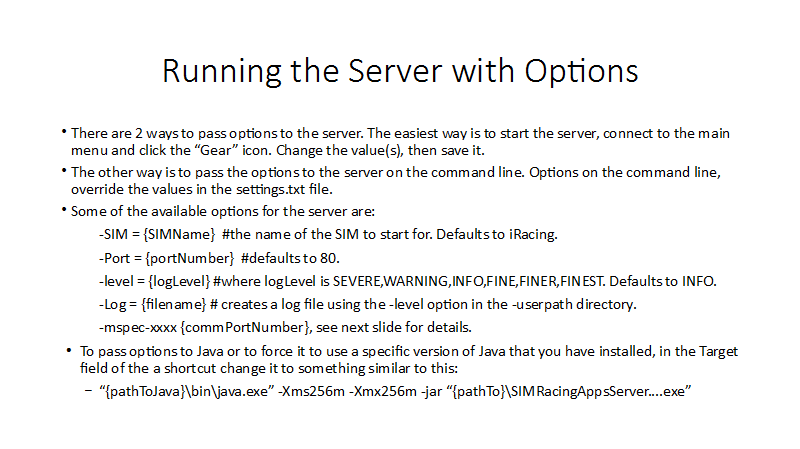 Running the Server with Options
• There are 2 ways to pass options to the server. The easiest way is to start the server, connect to the main
menu and click the “Gear” icon. Change the value(s), then save it.
• The other way is to pass the options to the server on the command line. Options on the command line,
override the values in the settings.txt file.
• Some of the available options for the server are:
-SIM = {SIMName} #the name of the SIM to start for. Defaults to iRacing.
-Port = {portNumber} #defaults to 80.
-level = {logLevel} #where logLevel is SEVERE,WARNING,INFO,FINE,FINER,FINEST. Defaults to INFO.
-Log = {filename} # creates a log file using the -level option in the -userpath directory.
-mspec-xxxx {commPortNumber}, see next slide for details.
• To pass options to Java or to force it to use a specific version of Java that you have installed, in the Target
field of the a shortcut change it to something similar to this:
– “{pathToJava}\bin\java.exe” -Xms256m -Xmx256m -jar “{pathTo}\SIMRacingAppsServer....exe”